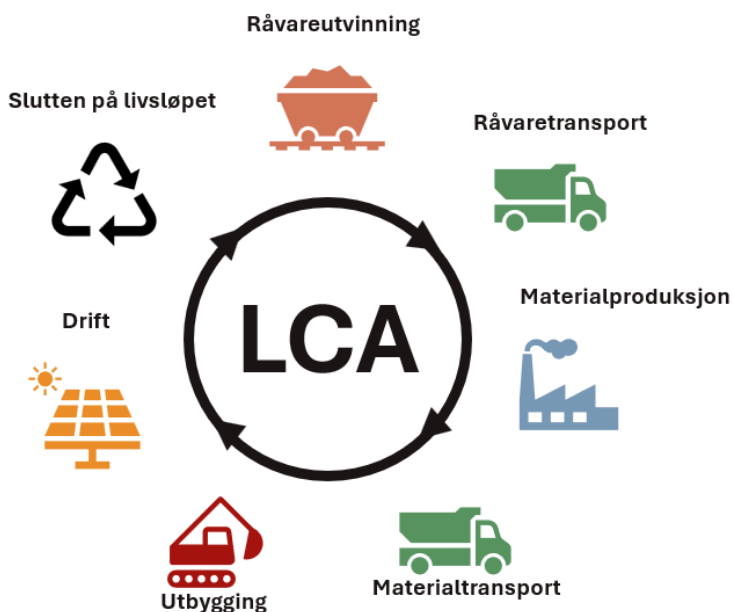 Råvareutvinning
Råvaretransport
Materialproduksjon
Materialtransport
Utbygging
Drift
Slutten på livsløpet
LCA